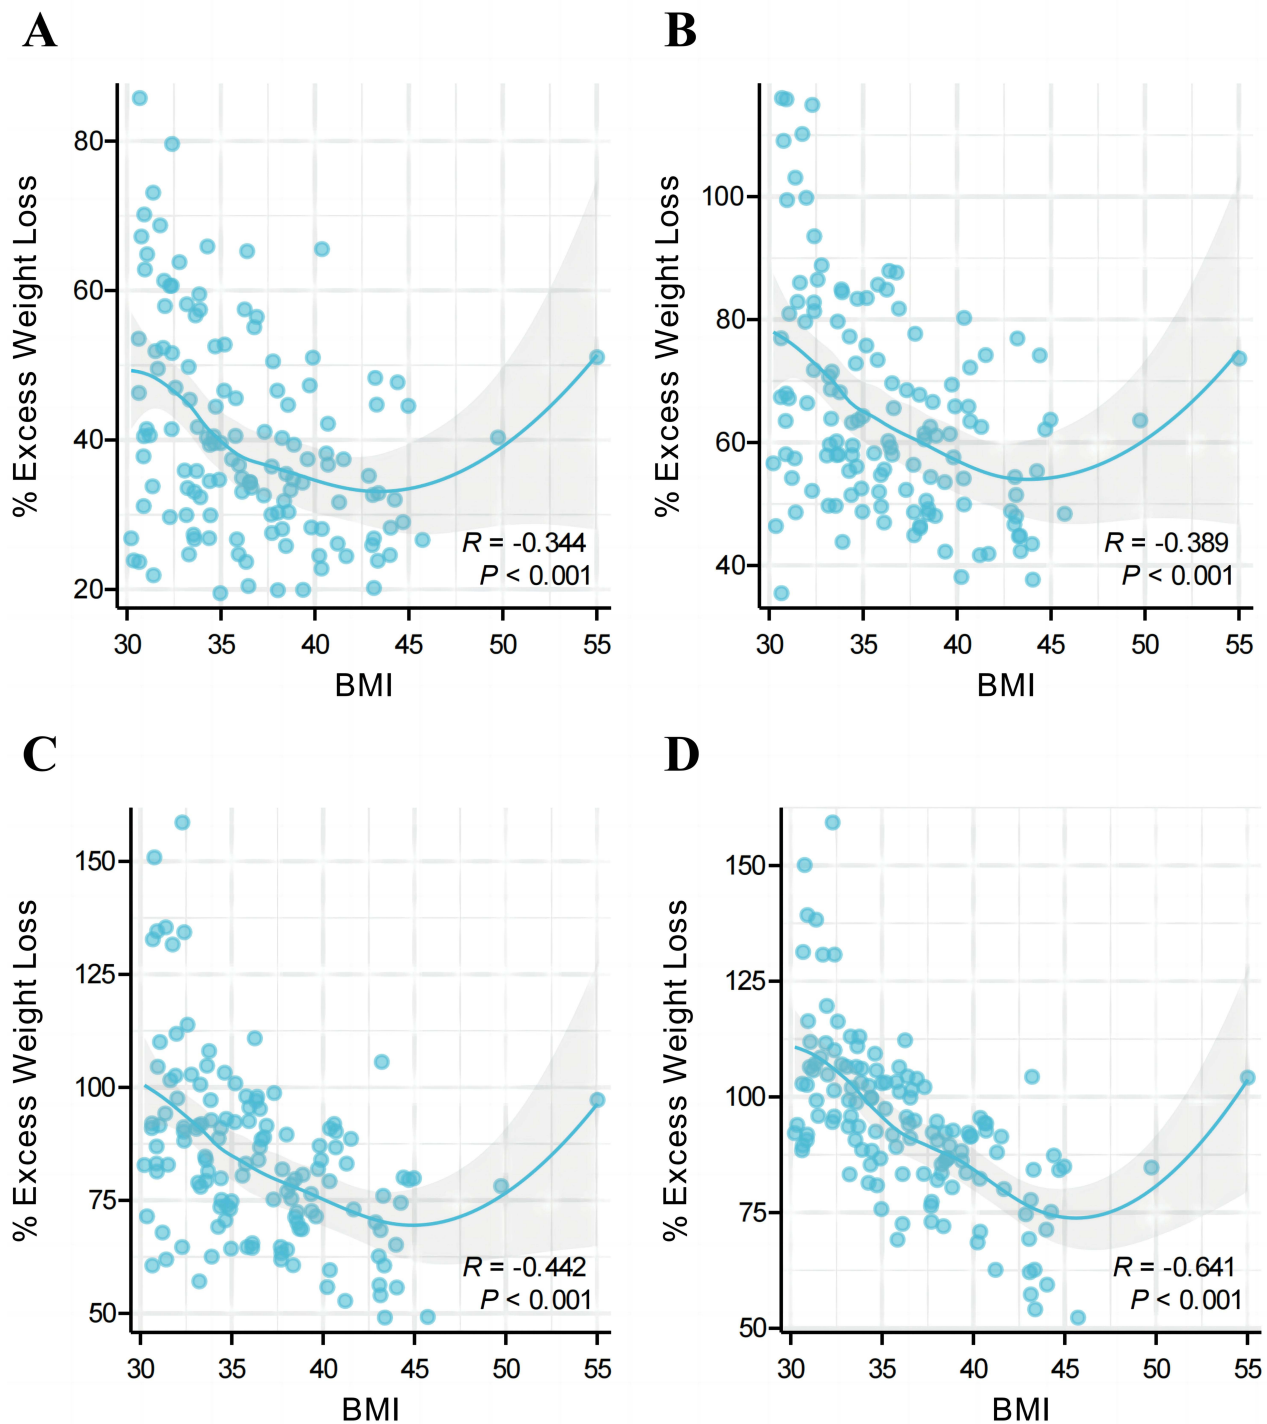 A
% Excess Weight Loss
80
60
40
20
R = -0.344
P < 0.001
30 35 40 45 50 55
BMI
B
% Excess Weight Loss
100
80
60
40
R = -0.389
P < 0.001
30 35 40 45 50 55
BMI
C
% Excess Weight Loss
150
125
100
75
50
R = -0.442
P < 0.001
30 35 40 45 50 55
BMI
D
% Excess Weight Loss
150
125
100
75
50
R = -0.641
P < 0.001
30 35 40 45 50 55
BMI